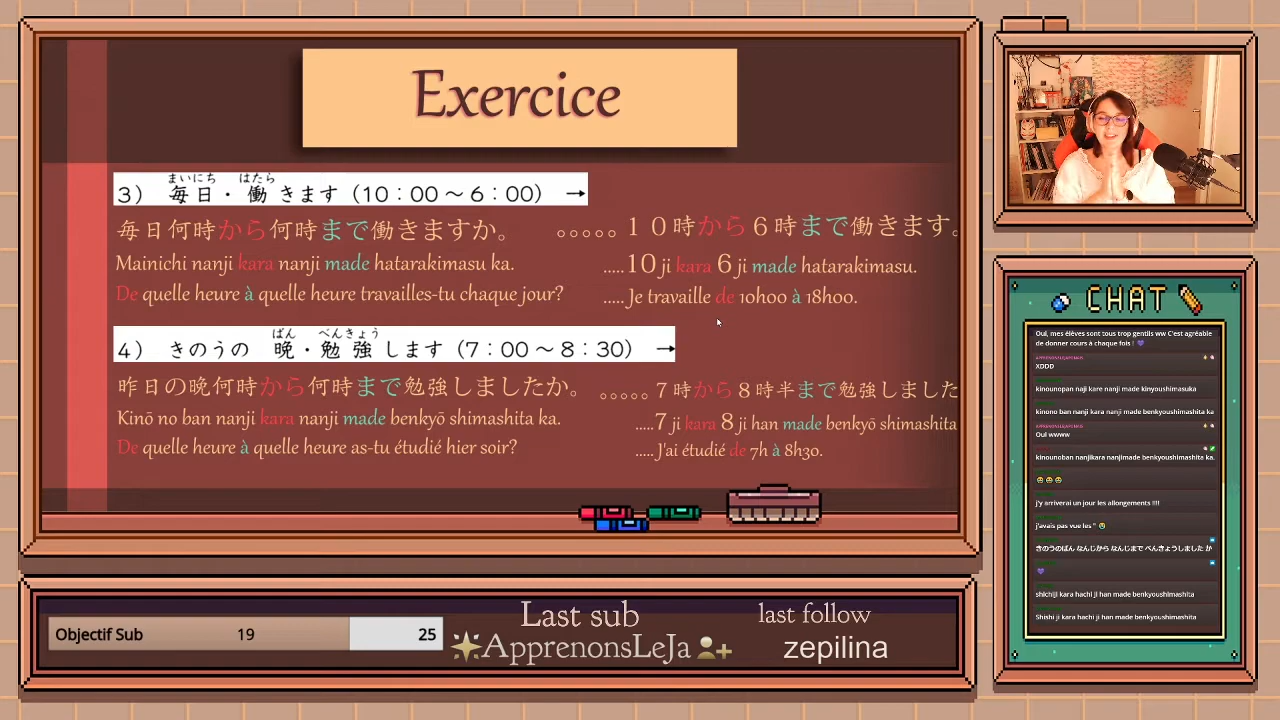 Exercice
まいにち はたら
3） 毎日・働きます（10：00～6：00） →
毎日何時から何時まで働きますか。
Mainichi nanji kara nanji made hatarakimasu ka.
De quelle heure à quelle heure travailles-tu chaque jour?
。。。。。１０時から６時まで働きます。
.....10 ji kara 6 ji made hatarakimasu.
.....Je travaille de 10h00 à 18h00.
ばん べんきょう
4） きのうの 晩・勉強します（7：00～8：30） →
昨日の晩何時から何時まで勉強しましたか。
Kinō no ban nanji kara nanji made benkyō shimashita ka.
De quelle heure à quelle heure as-tu étudié hier soir?
。。。。。７時から８時半まで勉強しました
.....7 ji kara 8 ji han made benkyō shimashita
.....J'ai étudié de 7h à 8h30.
Objectif Sub 19 25
Last sub
ApprenonsLeJa
last follow
zepilina
CHAT
Oui, mes élèves sont tous trop gentils ww C'est agréable
de donner cours à chaque fois ! 💜
XDDD
kinounopan naji kare nanji made kinyoushimasuka
kinono ban nanji kara nanji made benkyoushimashita ka
Oui wwww
kinounoban nanjikara nanjimade benkyoushimashita ka.
j'y arriverai un jour les allongements !!!!
j'avais pas vue les "
きのうのばん なんじから なんじまで べんきょうしました か
shichiji kara hachi ji han made benkyoushimashita
Shishi ji kara hachi ji han made benkyoushimashita